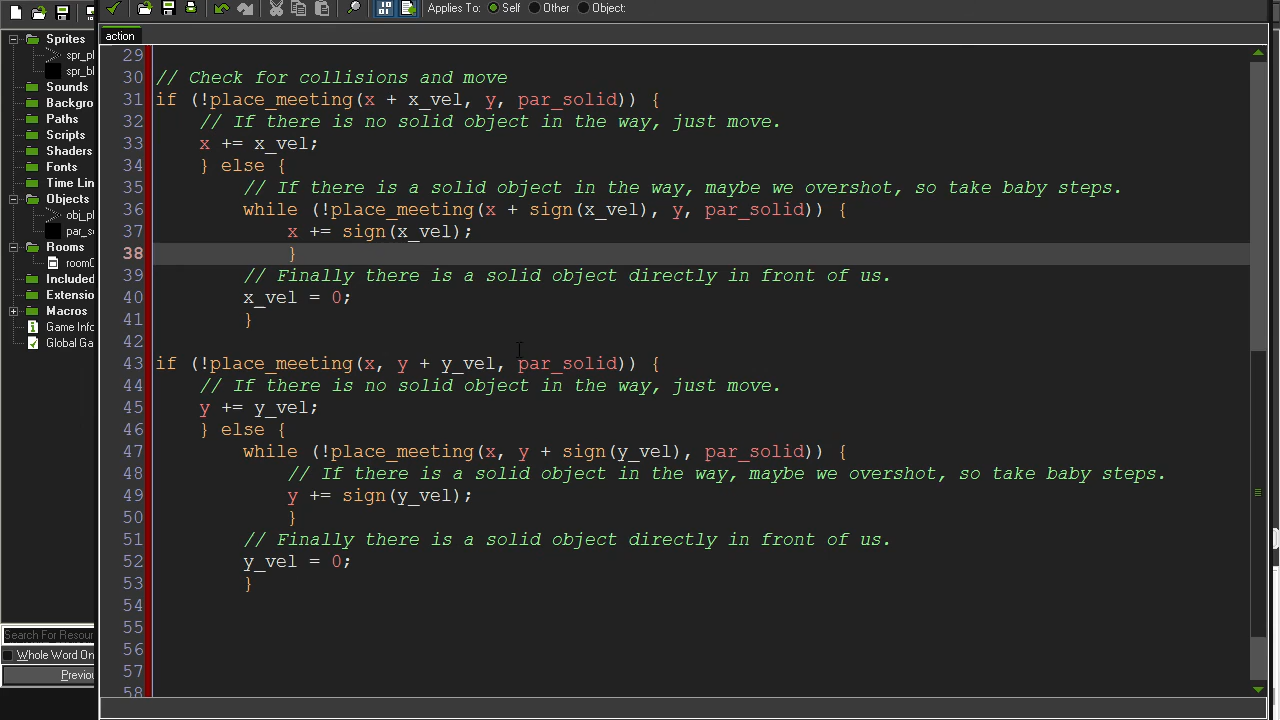 Applies To: Self Other Object:
action
Sprites
spr_pl
spr_bl
Sounds
Backgro
Paths
Scripts
Shaders
Fonts
Time Lin
Objects
obj_pl
par_s
Rooms
room0
Included
Extension
Macros
Game Info
Global Ga
Search For Resour
Whole Word On
Previou
29
30 // Check for collisions and move
31 if (!place_meeting(x + x_vel, y, par_solid)) {
32 // If there is no solid object in the way, just move.
33 x += x_vel;
34 } else {
35 // If there is a solid object in the way, maybe we overshot, so take baby steps.
36 while (!place_meeting(x + sign(x_vel), y, par_solid)) {
37 x += sign(x_vel);
38 }
39 // Finally there is a solid object directly in front of us.
40 x_vel = 0;
41 }
42
43 if (!place_meeting(x, y + y_vel, par_solid)) {
44 // If there is no solid object in the way, just move.
45 y += y_vel;
46 } else {
47 while (!place_meeting(x, y + sign(y_vel), par_solid)) {
48 // If there is a solid object in the way, maybe we overshot, so take baby steps.
49 y += sign(y_vel);
50 }
51 // Finally there is a solid object directly in front of us.
52 y_vel = 0;
53 }
54
55
56
57
58